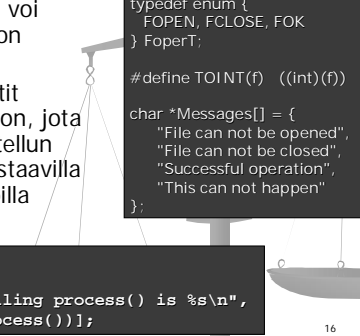 voi
on
tit
on, jota
tellun
staavilla
illa
typedef enum {
FOPEN, FCLOSE, FOK
} FoperT;
#define TOINT(f) ((int)(f))
char *Messages[] = {
"File can not be opened",
"File can not be closed",
"Successful operation",
"This can not happen"
};
lling process() is %s\n",
ocess())];
16